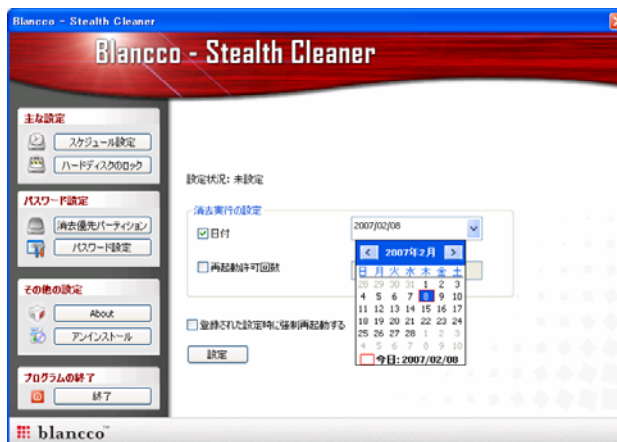 Blancco - Stealth Cleaner
Blancco - Stealth Cleaner
主な設定
スケジュール設定
ハードディスクのロック
パスワード設定
消去優先パーティション
パスワード設定
その他の設定
About
アンインストール
プログラムの終了
終了
設定状況: 未設定
消去実行の設定
日付
2007/02/08
再起動許可回数
2007年2月
日 月 火 水 木 金 土
28 29 30 31 1 2 3
4 5 6 7 8 9 10
11 12 13 14 15 16 17
18 19 20 21 22 23 24
25 26 27 28 1 2 3
4 5 6 7 8 9 10
今日: 2007/02/08
登録された設定時に強制再起動する
設定
blancco™